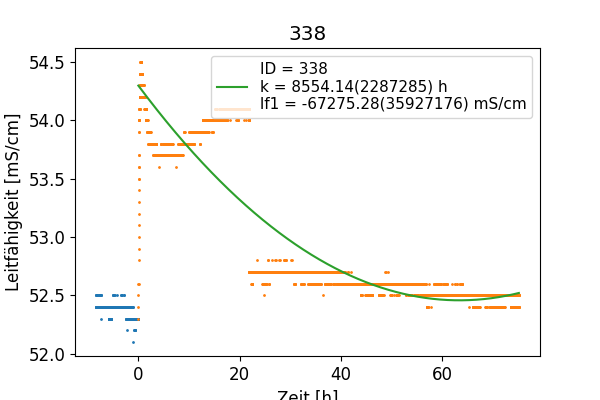 338
54.5
54.0
53.5
53.0
52.5
52.0
Leitfähigkeit [mS/cm]
ID = 338
k = 8554.14(2287285) h
lf1 = -67275.28(35927176) mS/cm
0
20
40
60
Zeit [h]